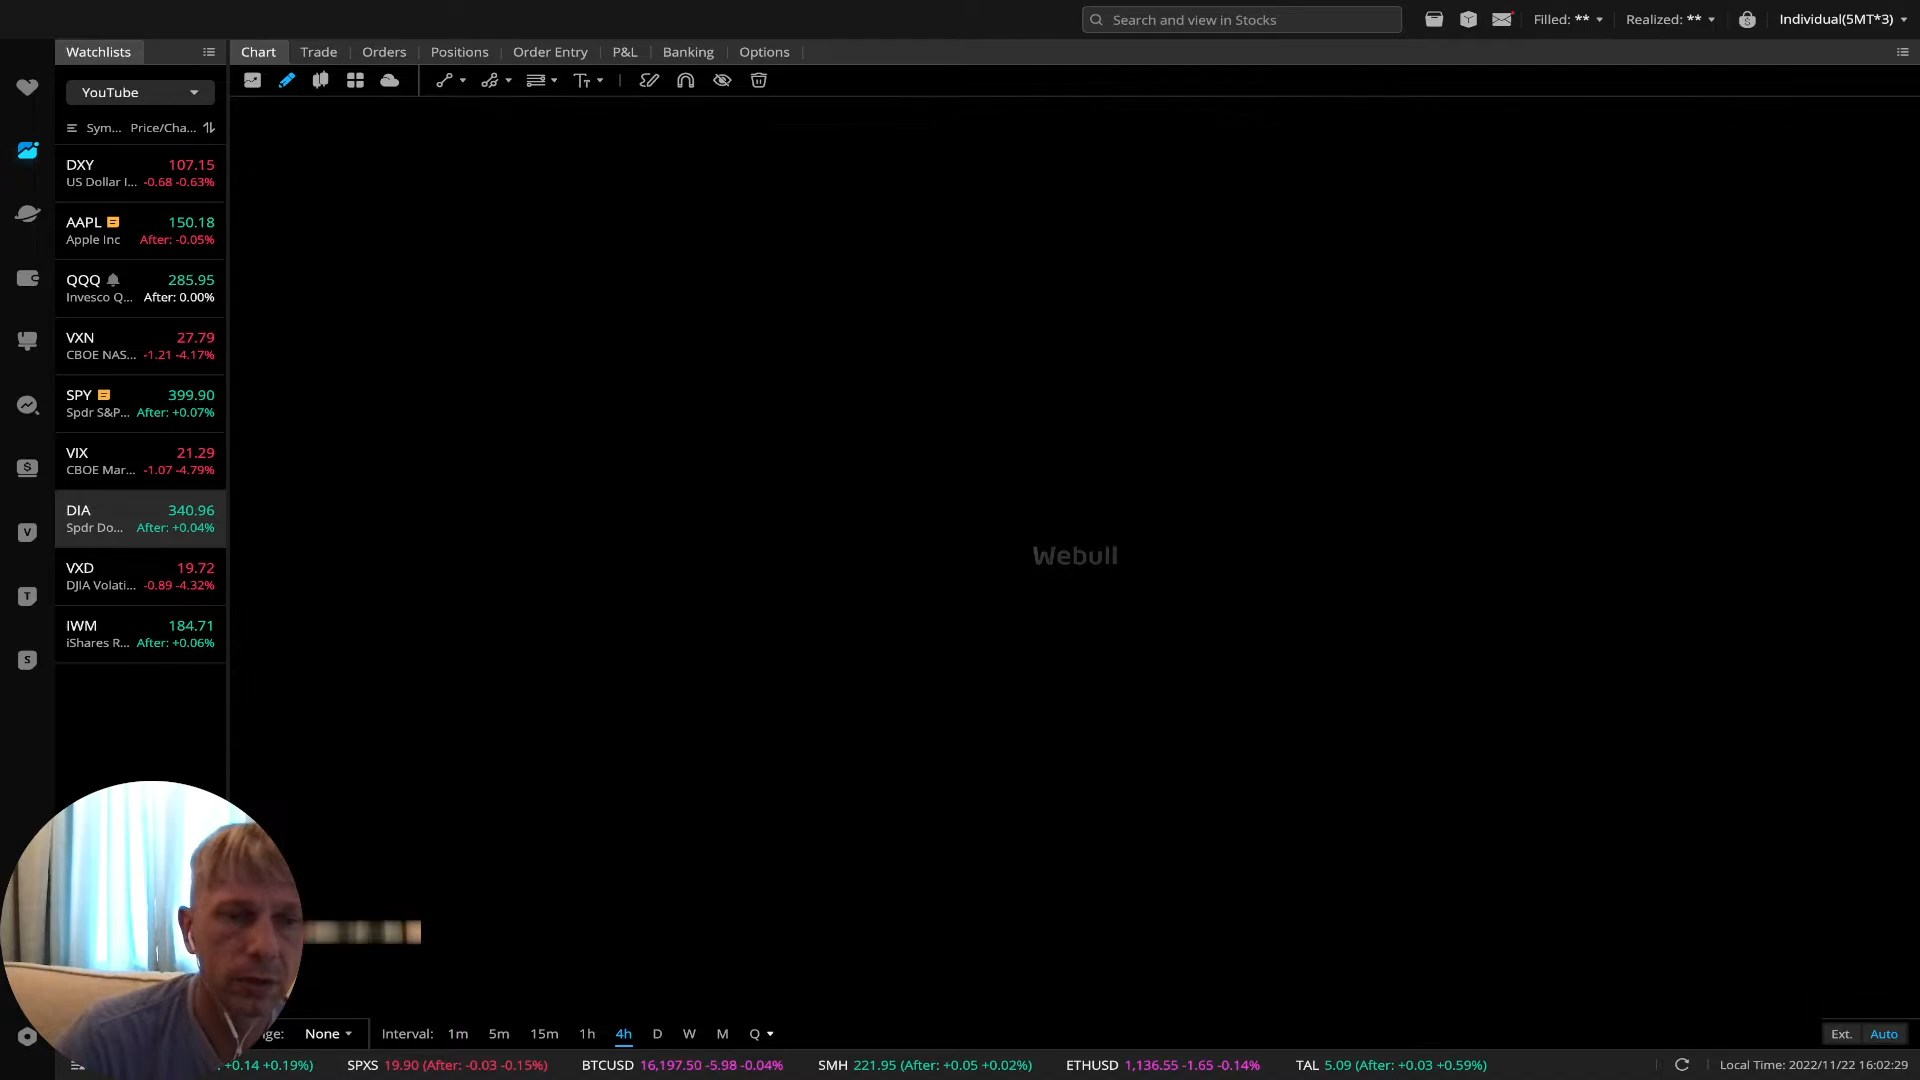 Search and view in Stocks
Filled: **
Realized: **
Individual(5MT*3)
Watchlists
Chart
Trade
Orders
Positions
Order Entry
P&L
Banking
Options
YouTube
Sym... Price/Cha...
DXY 107.15
US Dollar I... -0.68 -0.63%
AAPL 150.18
Apple Inc After: -0.05%
QQQ 285.95
Invesco Q... After: 0.00%
VXN 27.79
CBOE NAS... -1.21 -4.17%
SPY 399.90
Spdr S&P... After: +0.07%
VIX 21.29
CBOE Mar... -1.07 -4.79%
DIA 340.96
Spdr Do... After: +0.04%
VXD 19.72
DJIA Volati... -0.89 -4.32%
IWM 184.71
iShares R... After: +0.06%
V
T
S
Webull
None Interval: 1m 5m 15m 1h 4h D W M Q
Ext. Auto
+0.14 +0.19%) SPXS 19.90 (After: -0.03 -0.15%) BTCUSD 16,197.50 -5.98 -0.04% SMH 221.95 (After: +0.05 +0.02%) ETHUSD 1,136.55 -1.65 -0.14% TAL 5.09 (After: +0.03 +0.59%)
Local Time: 2022/11/22 16:02:29